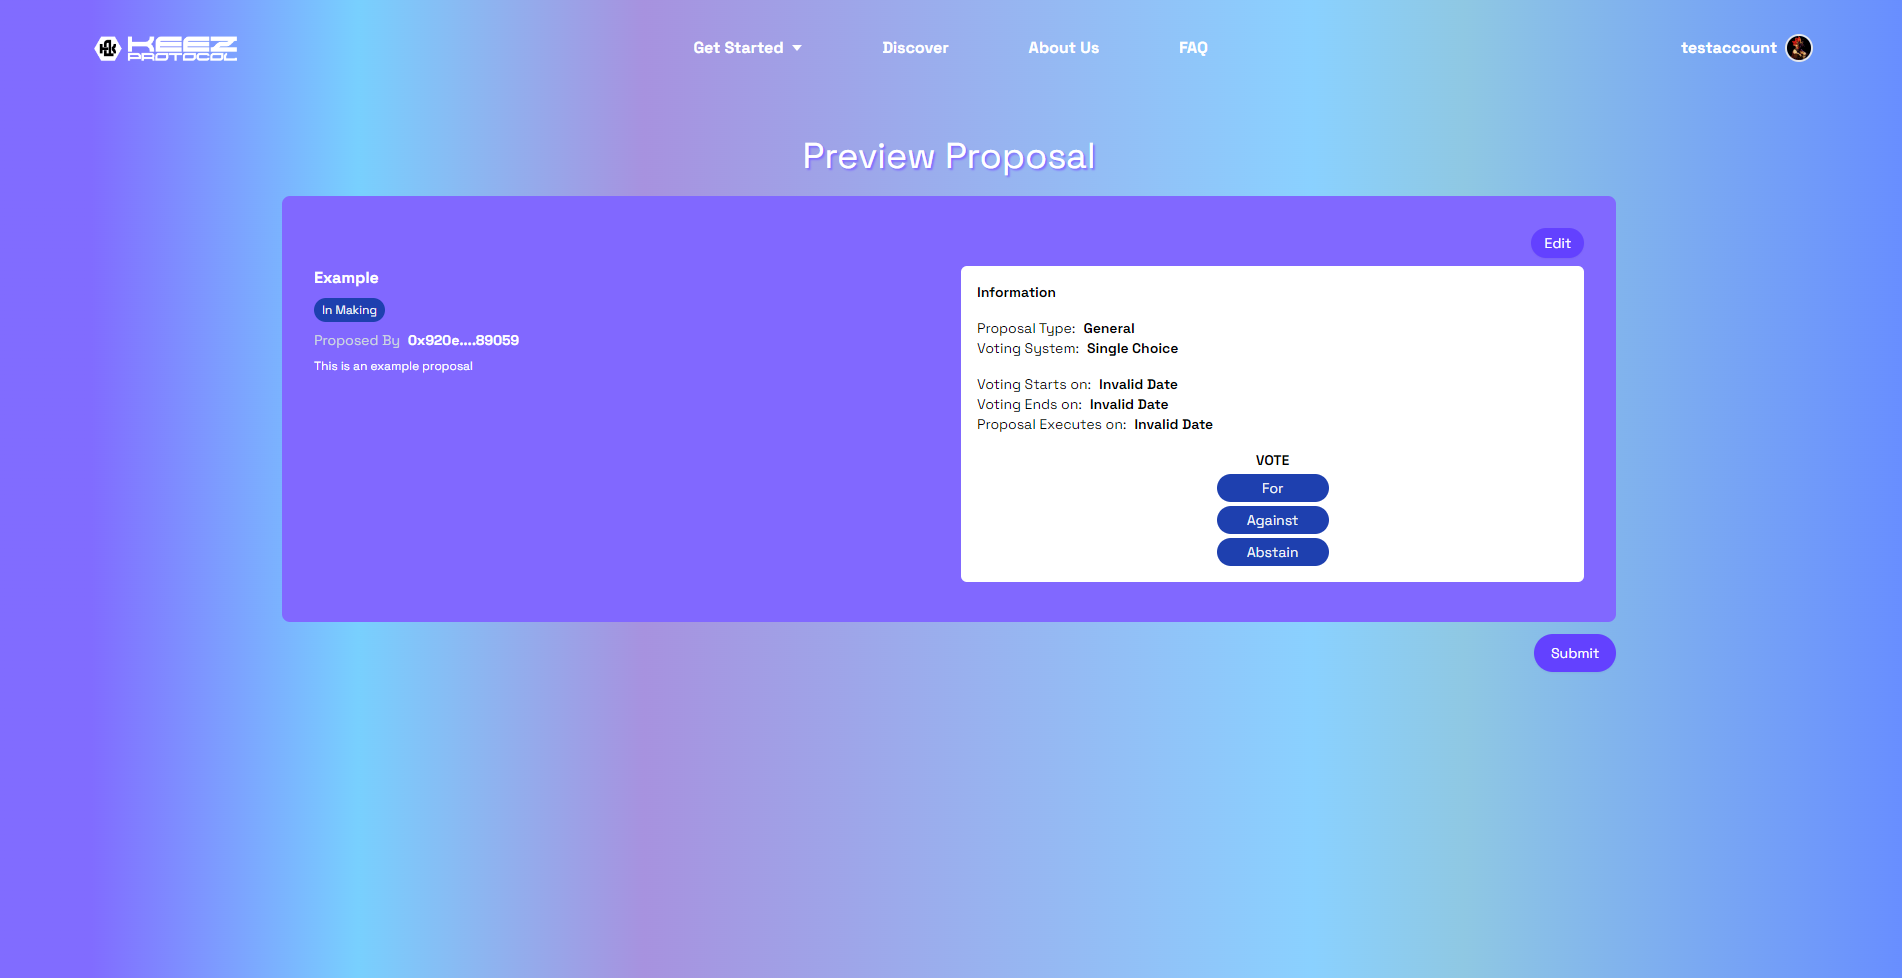 KEEZ
PROTOCOL
Get Started
Discover
About Us
FAQ
testaccount
Preview Proposal
Edit
Example
In Making
Proposed By 0x920e....89059
This is an example proposal
Information
Proposal Type: General
Voting System: Single Choice
Voting Starts on: Invalid Date
Voting Ends on: Invalid Date
Proposal Executes on: Invalid Date
VOTE
For
Against
Abstain
Submit